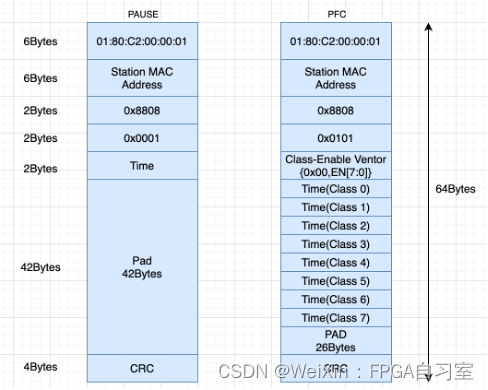 PAUSE
PFC
6Bytes
01:80:C2:00:00:01
01:80:C2:00:00:01
6Bytes
Station MAC
Address
Station MAC
Address
2Bytes
0x8808
0x8808
2Bytes
0x0001
0x0101
2Bytes
Time
Class-Enable Ventor
{0x00,EN[7:0]}
64Bytes
42Bytes
Pad
42Bytes
Time(Class 0)
Time(Class 1)
Time(Class 2)
Time(Class 3)
Time(Class 4)
Time(Class 5)
Time(Class 6)
Time(Class 7)
PAD
26Bytes
4Bytes
CRC
CRC
CSDN @WeiXin：FPGA自习室